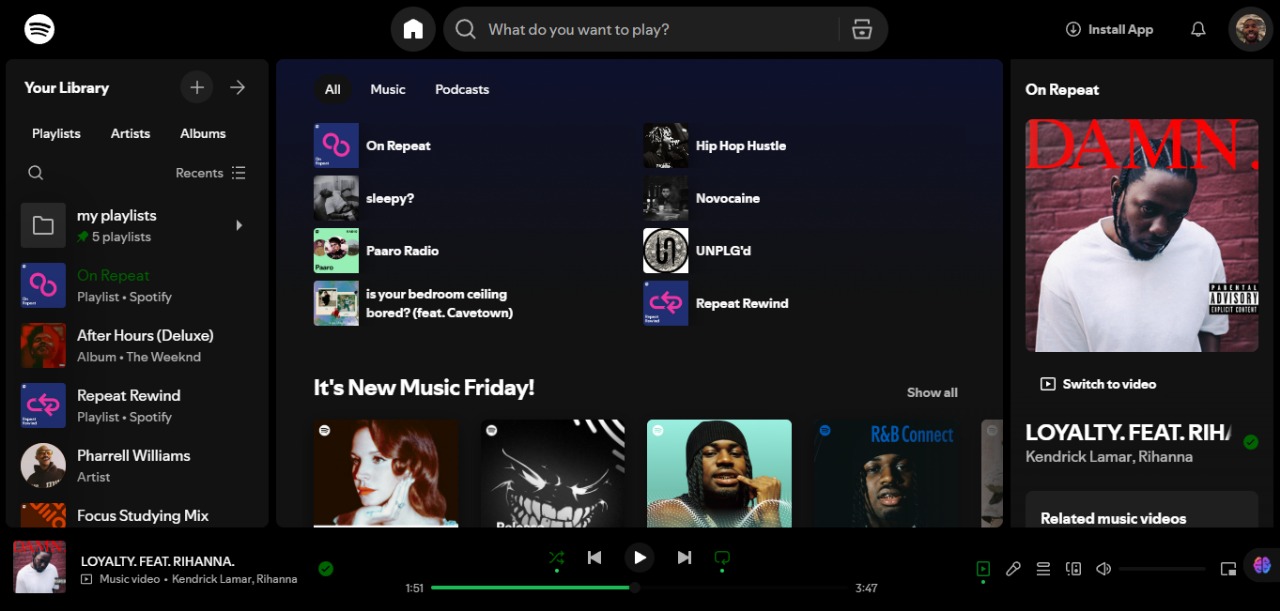 What do you want to play?
Install App
Your Library
Playlists
Artists
Albums
Recents
my playlists
5 playlists
On Repeat
Playlist • Spotify
After Hours (Deluxe)
Album • The Weeknd
Repeat Rewind
Playlist • Spotify
Pharrell Williams
Artist
Focus Studying Mix
All
Music
Podcasts
On Repeat
On Repeat
Hip Hop Hustle
sleepy?
Novocaine
Paaro
Paaro Radio
UNPLG'd
is your bedroom ceiling
bored? (feat. Cavetown)
Repeat Rewind
It's New Music Friday!
Show all
R&B Connect
On Repeat
DAMN.
PARENTAL
ADVISORY
EXPLICIT CONTENT
Switch to video
LOYALTY. FEAT. RIH
Kendrick Lamar, Rihanna
Related music videos
LOYALTY. FEAT. RIHANNA.
Music video • Kendrick Lamar, Rihanna
1:51
3:47